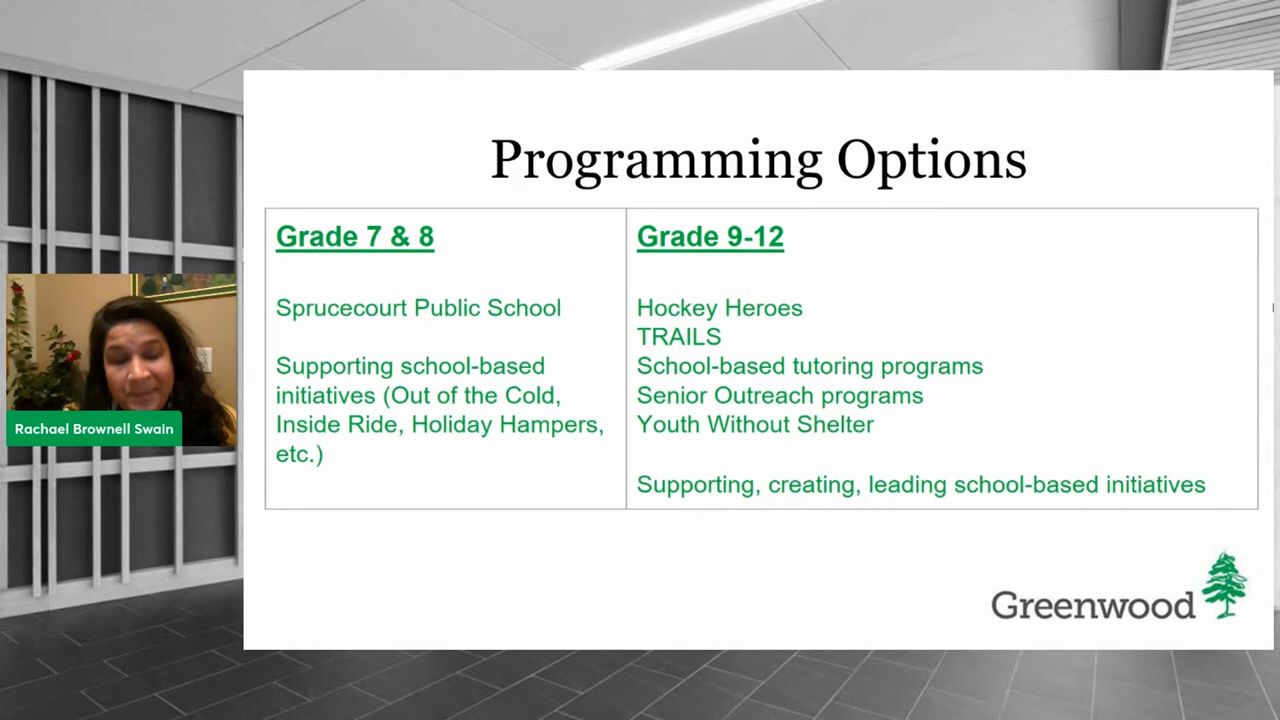 Programming Options
Grade 7 & 8
Sprucecourt Public School
Supporting school-based
initiatives (Out of the Cold,
Inside Ride, Holiday Hampers,
etc.)
Grade 9-12
Hockey Heroes
TRAILS
School-based tutoring programs
Senior Outreach programs
Youth Without Shelter
Supporting, creating, leading school-based initiatives
Rachael Brownell Swain
Greenwood